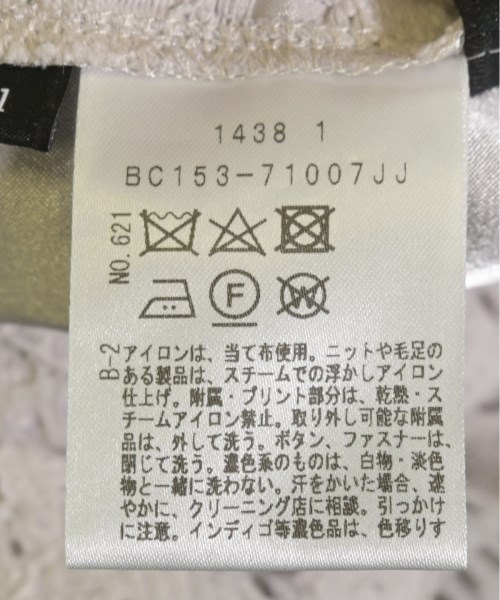 1438 1
BC153-71007JJ
NO.621
F
W
B-2
アイロンは、当て布使用。ニットや毛足の
ある製品は、スチームでの浮かしアイロン
仕上げ。附属・プリント部分は、乾熱・ス
チームアイロン禁止。取り外し可能な附属
品は、外して洗う。ボタン、ファスナーは、
閉じて洗う。濃色系のものは、白物・淡色
物と一緒に洗わない。汗をかいた場合、速
やかに、クリーニング店に相談。引っかけ
に注意。インディゴ等濃色品は、色移りす